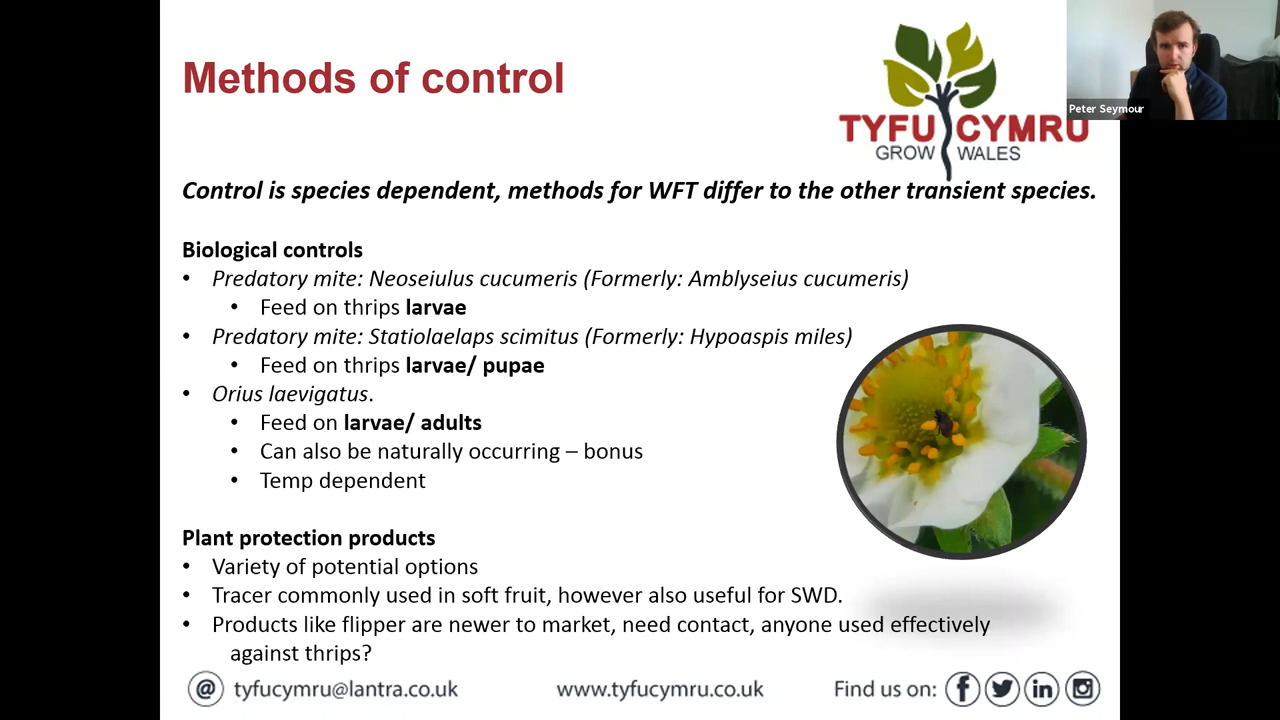 Methods of control
TYFU CYMRU
GROW WALES
Peter Seymour
Control is species dependent, methods for WFT differ to the other transient species.
Biological controls
• Predatory mite: Neoseiulus cucumeris (Formerly: Amblyseius cucumeris)
• Feed on thrips larvae
• Predatory mite: Statiolaelaps scimitus (Formerly: Hypoaspis miles)
• Feed on thrips larvae/ pupae
• Orius laevigatus.
• Feed on larvae/ adults
• Can also be naturally occurring – bonus
• Temp dependent
Plant protection products
• Variety of potential options
• Tracer commonly used in soft fruit, however also useful for SWD.
• Products like flipper are newer to market, need contact, anyone used effectively
against thrips?
@ tyfucymru@lantra.co.uk www.tyfucymru.co.uk Find us on: